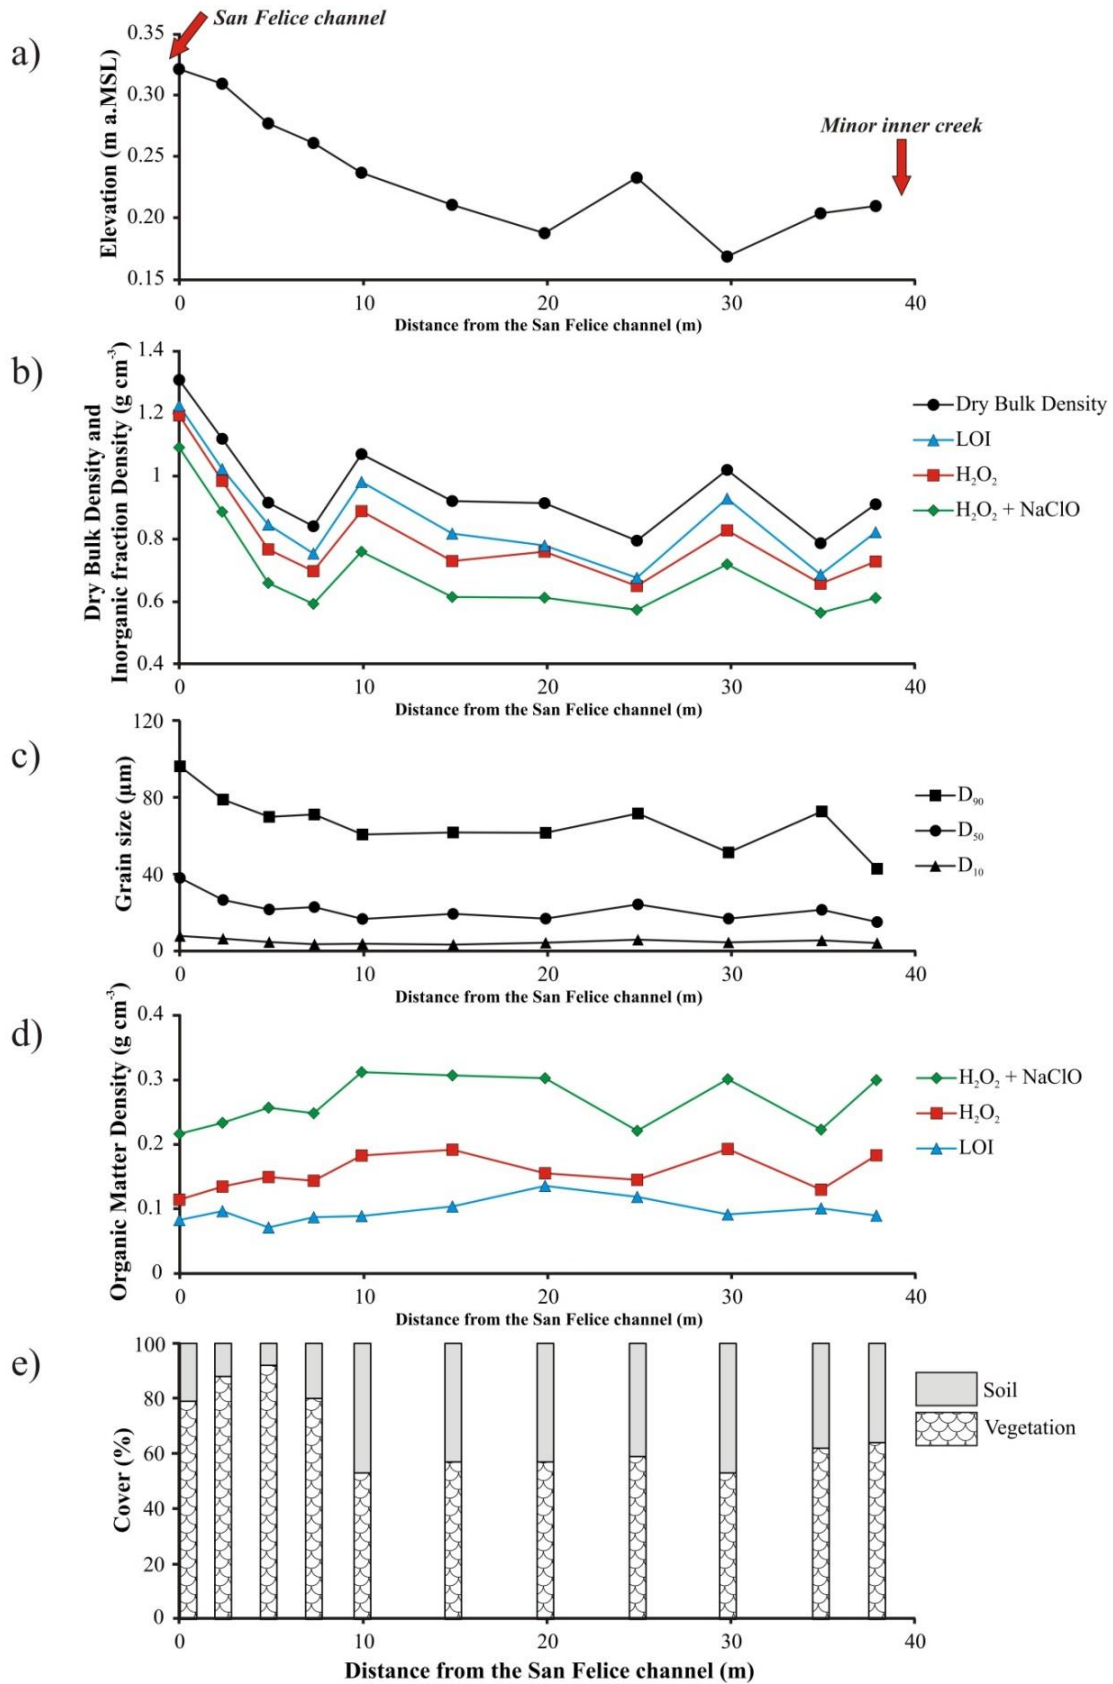 a)
San Felice channel
Minor inner creek
Elevation (m a.MSL)
0.35
0.30
0.25
0.20
0.15
0 10 20 30 40
Distance from the San Felice channel (m)
b)
Dry Bulk Density and
Inorganic fraction Density (g cm⁻³)
1.4
1.2
1
0.8
0.6
0.4
0 10 20 30 40
Distance from the San Felice channel (m)
Dry Bulk Density
LOI
H₂O₂
H₂O₂ + NaClO
c)
Grain size (µm)
120
80
40
0
0 10 20 30 40
Distance from the San Felice channel (m)
D₉₀
D₅₀
D₁₀
d)
Organic Matter Density (g cm⁻³)
0.4
0.3
0.2
0.1
0
0 10 20 30 40
Distance from the San Felice channel (m)
H₂O₂ + NaClO
H₂O₂
LOI
e)
Cover (%)
100
80
60
40
20
0
0 10 20 30 40
Distance from the San Felice channel (m)
Soil
Vegetation